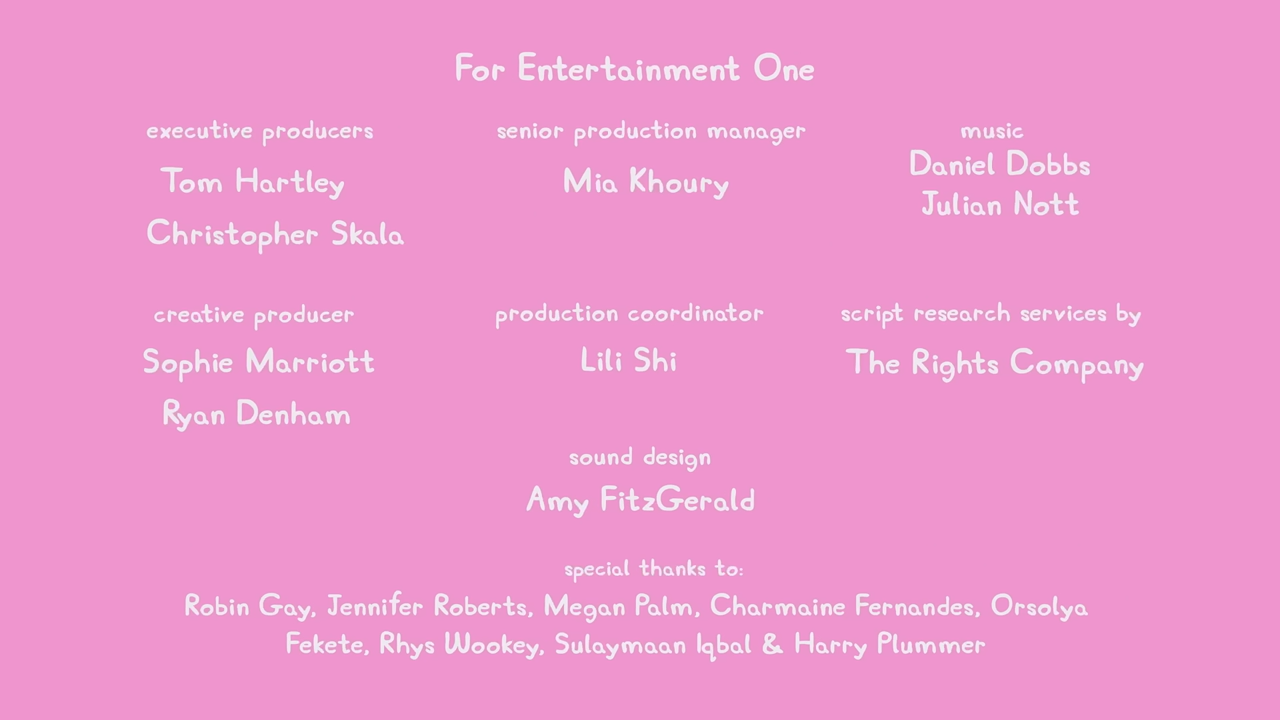 For Entertainment One
executive producers
Tom Hartley
Christopher Skala
senior production manager
Mia Khoury
music
Daniel Dobbs
Julian Nott
creative producer
Sophie Marriott
Ryan Denham
production coordinator
Lili Shi
script research services by
The Rights Company
sound design
Amy FitzGerald
special thanks to:
Robin Gay, Jennifer Roberts, Megan Palm, Charmaine Fernandes, Orsolya
Fekete, Rhys Wookey, Sulaymaan Iqbal & Harry Plummer